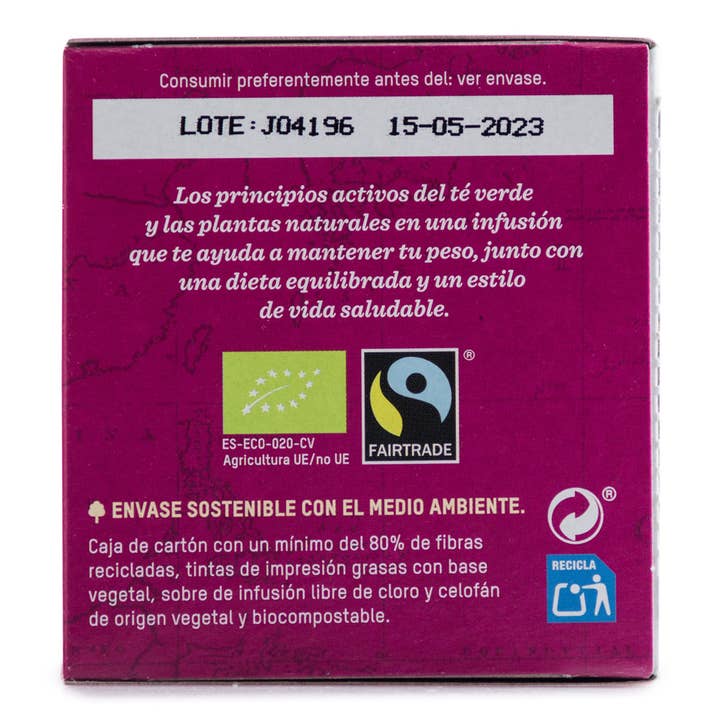 Consumir preferentemente antes del: ver envase.
LOTE:J04196 15-05-2023
Los principios activos del té verde
y las plantas naturales en una infusión
que te ayuda a mantener tu peso, junto con
una dieta equilibrada y un estilo
de vida saludable.
®
FAIRTRADE
ES-ECO-020-CV
Agricultura UE/no UE
ENVASE SOSTENIBLE CON EL MEDIO AMBIENTE.
®
Caja de cartón con un mínimo del 80% de fibras
recicladas, tintas de impresión grasas con base
vegetal, sobre de infusión libre de cloro y celofán
de origen vegetal y biocompostable.
RECICLA